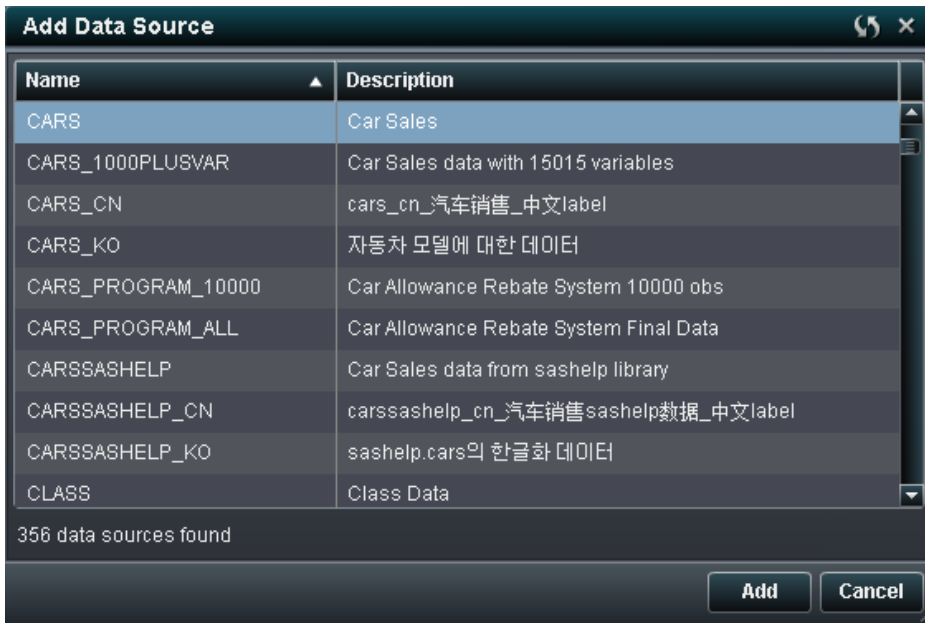 Add Data Source
Name Description
CARS Car Sales
CARS_1000PLUSVAR Car Sales data with 15015 variables
CARS_CN cars_cn_汽车销售_中文label
CARS_KO 자동차 모델에 대한 데이터
CARS_PROGRAM_10000 Car Allowance Rebate System 10000 obs
CARS_PROGRAM_ALL Car Allowance Rebate System Final Data
CARSSASHELP Car Sales data from sashelp library
CARSSASHELP_CN carssashelp_cn_汽车销售sashelp数据_中文label
CARSSASHELP_KO sashelp.cars의 한글화 데이터
CLASS Class Data
356 data sources found
Add Cancel